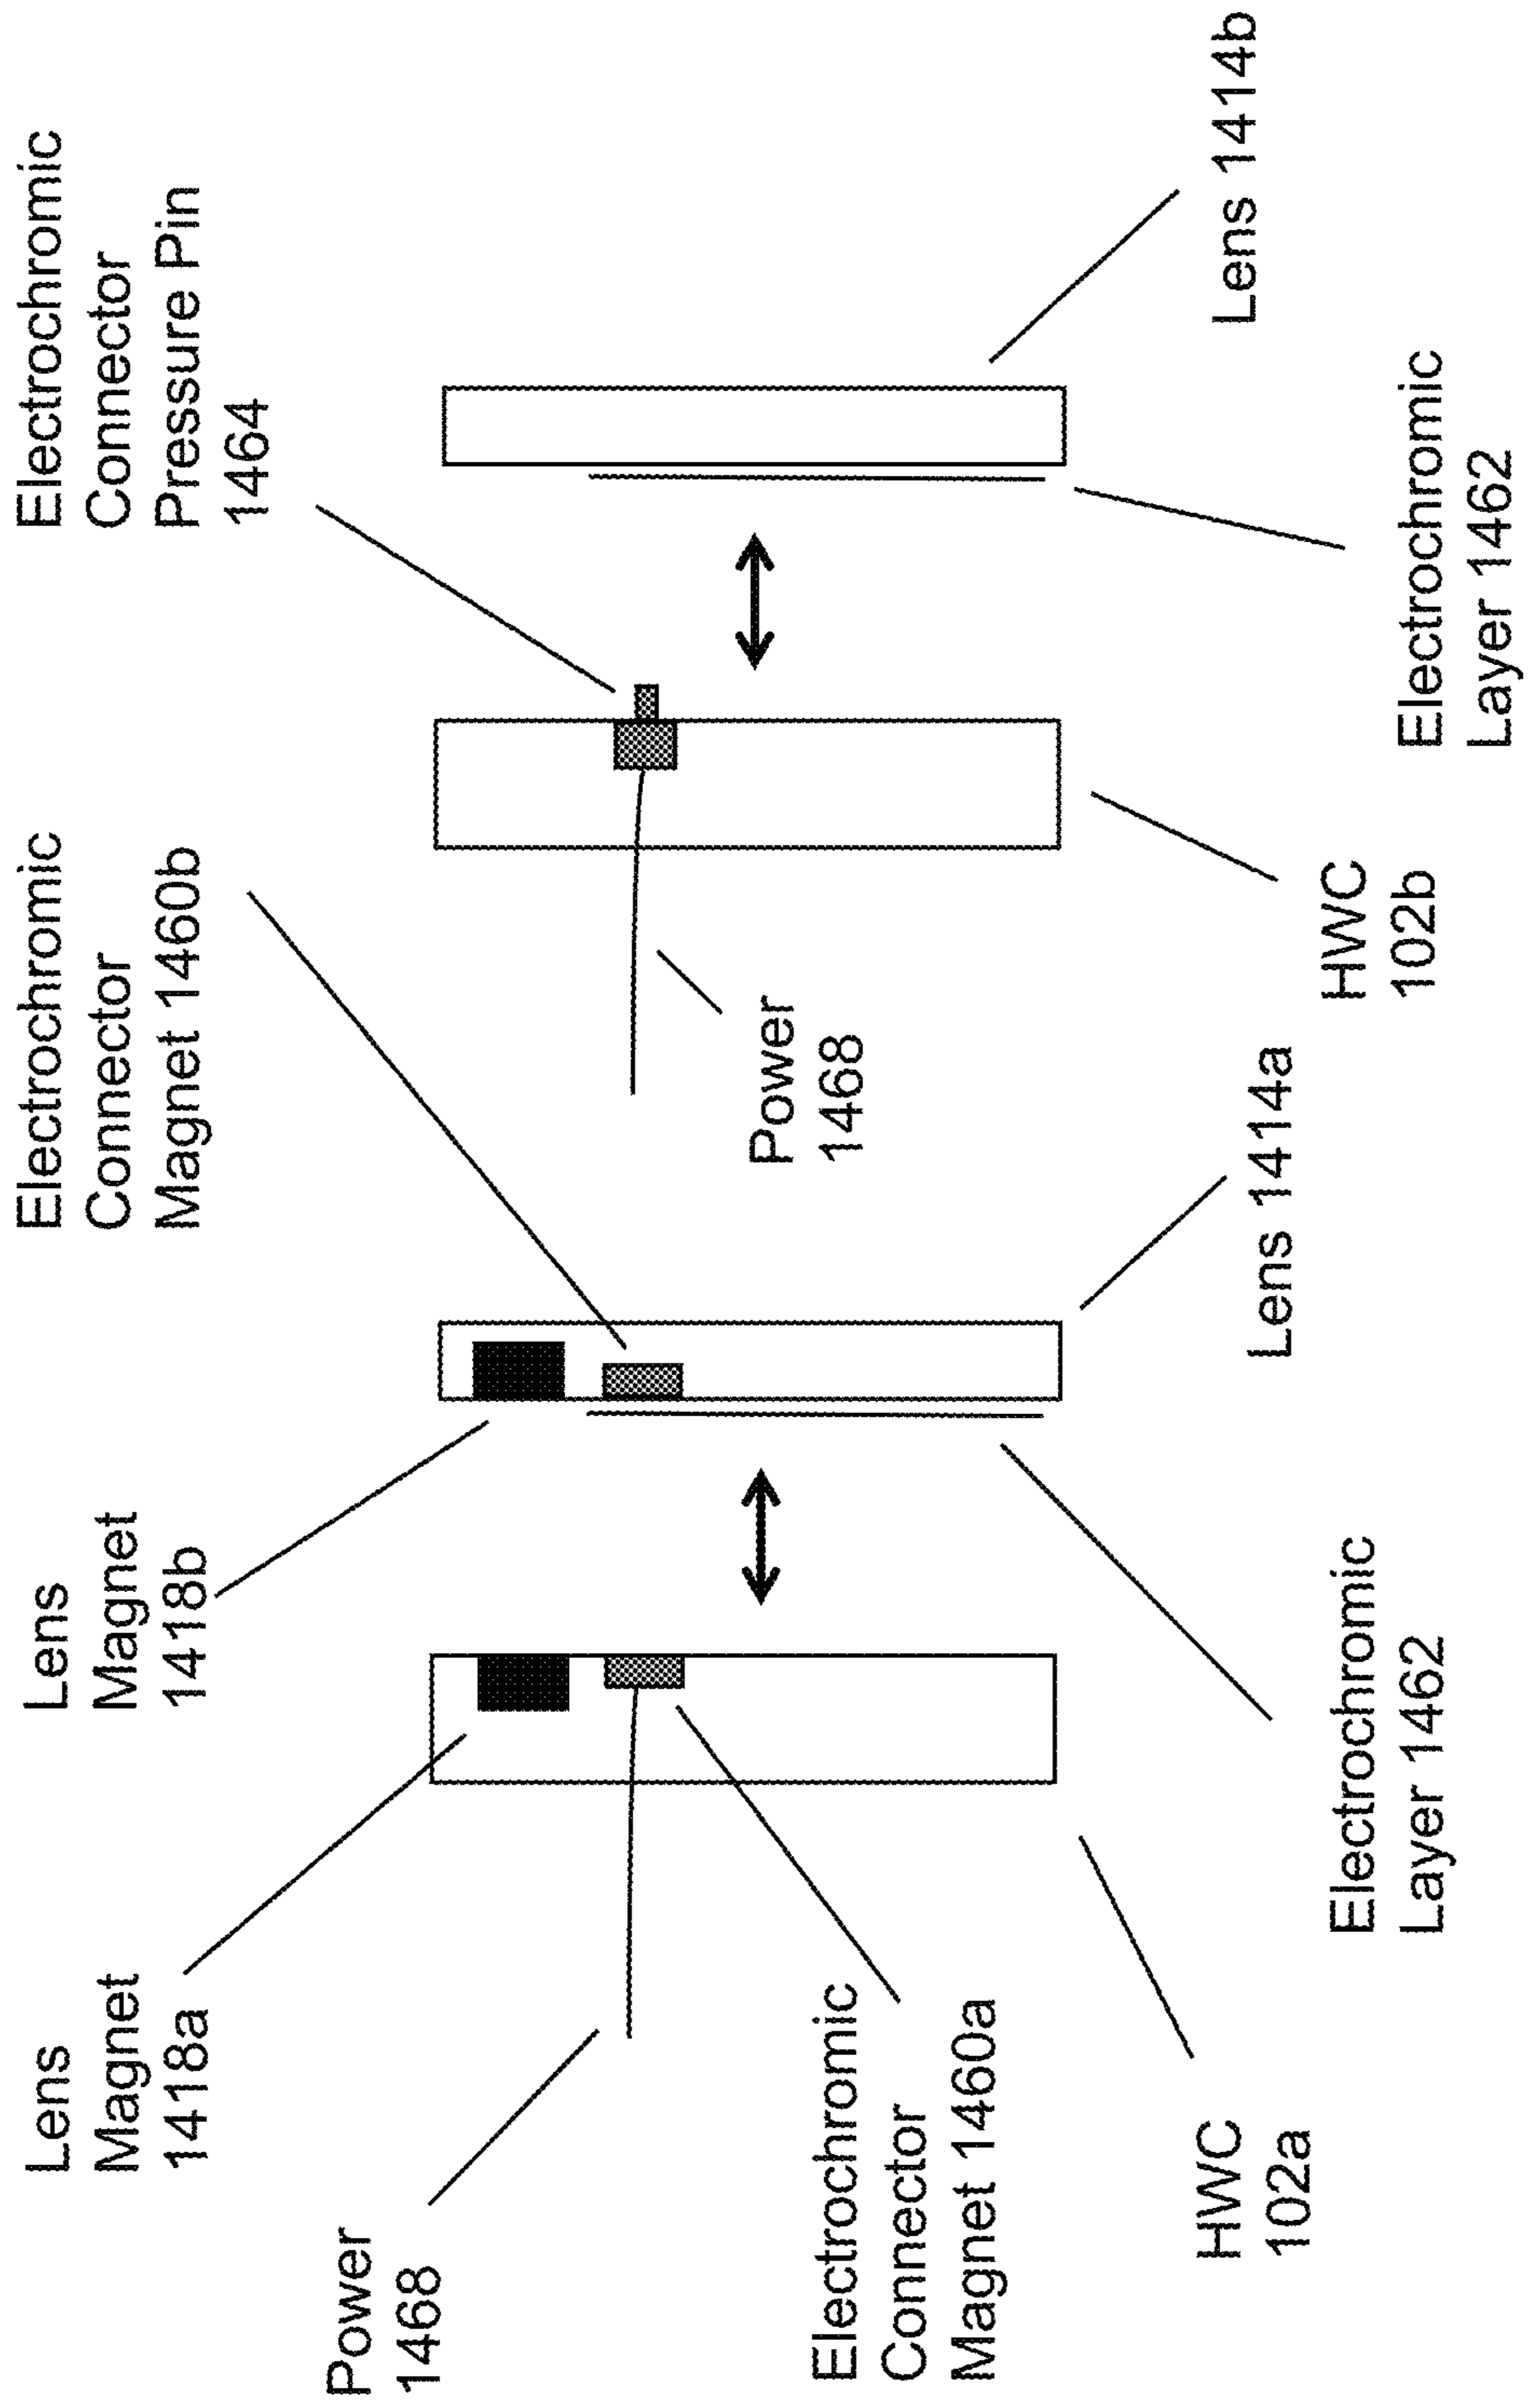 Lens
Magnet
1418a
Lens
Magnet
1418b
Electrochromic
Connector
Magnet 1460b
Electrochromic
Connector
Pressure Pin
1464
Power
1468
Power
1468
Electrochromic
Connector
Magnet 1460a
HWC
102a
Electrochromic
Layer 1462
Lens 1414a
HWC
102b
Electrochromic
Layer 1462
Lens 1414b